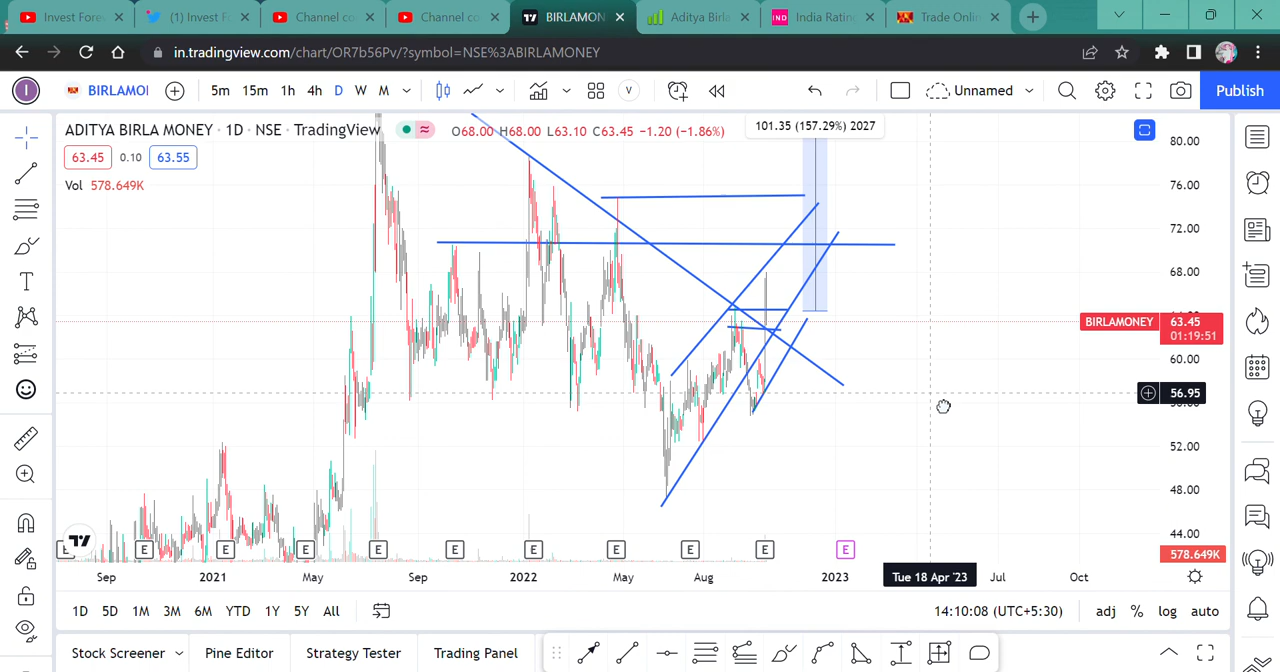 Invest Forev
(1) Invest F
Channel co
Channel co
BIRLAMON
Aditya Birla
IND
India Rating
Trade Onlin
in.tradingview.com/chart/OR7b56Pv/?symbol=NSE%3ABIRLAMONEY
I
BIRLAMOI
5m 15m 1h 4h D W M
V
Unnamed
Publish
ADITYA BIRLA MONEY · 1D · NSE · TradingView
O68.00 H68.00 L63.10 C63.45 −1.20 (−1.86%)
101.35 (157.29%) 2027
63.45 0.10 63.55
Vol 578.649K
80.00
76.00
72.00
68.00
BIRLAMONEY 63.45
01:19:51
60.00
56.95
52.00
48.00
44.00
578.649K
E E E E E E E E E E
Sep 2021 May Sep 2022 May Aug 2023 Tue 18 Apr '23 Jul Oct
1D 5D 1M 3M 6M YTD 1Y 5Y All
14:10:08 (UTC+5:30) adj % log auto
Stock Screener Pine Editor Strategy Tester Trading Panel